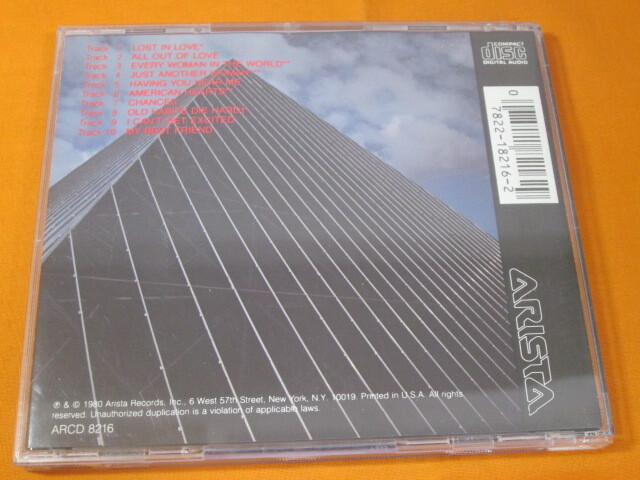 Track 1 LOST IN LOVE*
Track 2 ALL OUT OF LOVE
Track 3 EVERY WOMAN IN THE WORLD**
Track 4 JUST ANOTHER WOMAN***
Track 5 HAVING YOU NEAR ME
Track 6 AMERICAN HEARTS**
Track 7 CHANCES
Track 8 OLD HABITS DIE HARD†
Track 9 I CAN'T GET EXCITED
Track 10 MY BEST FRIEND
COMPACT
disc
DIGITAL AUDIO
0
7822-18216-2
ARISTA
℗ & © 1980 Arista Records, Inc., 6 West 57th Street, New York, N.Y. 10019. Printed in U.S.A. All rights
reserved. Unauthorized duplication is a violation of applicable laws.
ARCD 8216